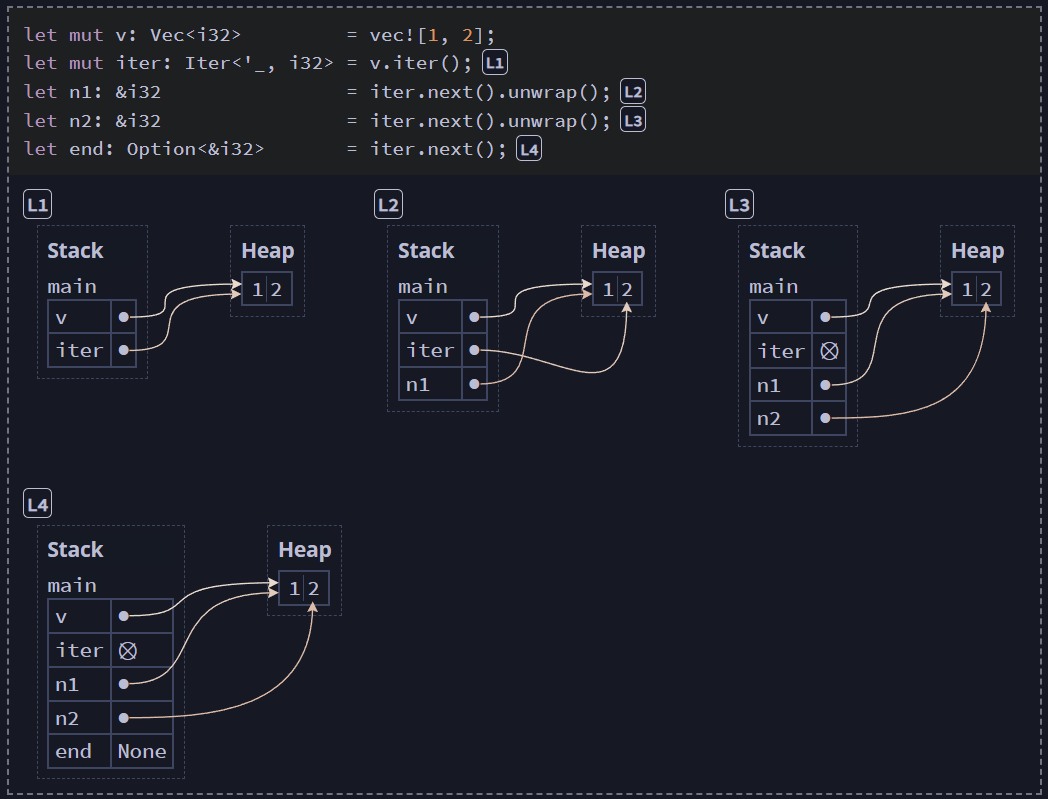 let mut v: Vec<i32>         = vec![1, 2];
let mut iter: Iter<'_, i32> = v.iter(); L1
let n1: &i32                = iter.next().unwrap(); L2
let n2: &i32                = iter.next().unwrap(); L3
let end: Option<&i32>       = iter.next(); L4
L1
Stack
main
v
iter
Heap
1 2
L2
Stack
main
v
iter
n1
Heap
1 2
L3
Stack
main
v
iter
n1
n2
Heap
1 2
L4
Stack
main
v
iter
n1
n2
end None
Heap
1 2